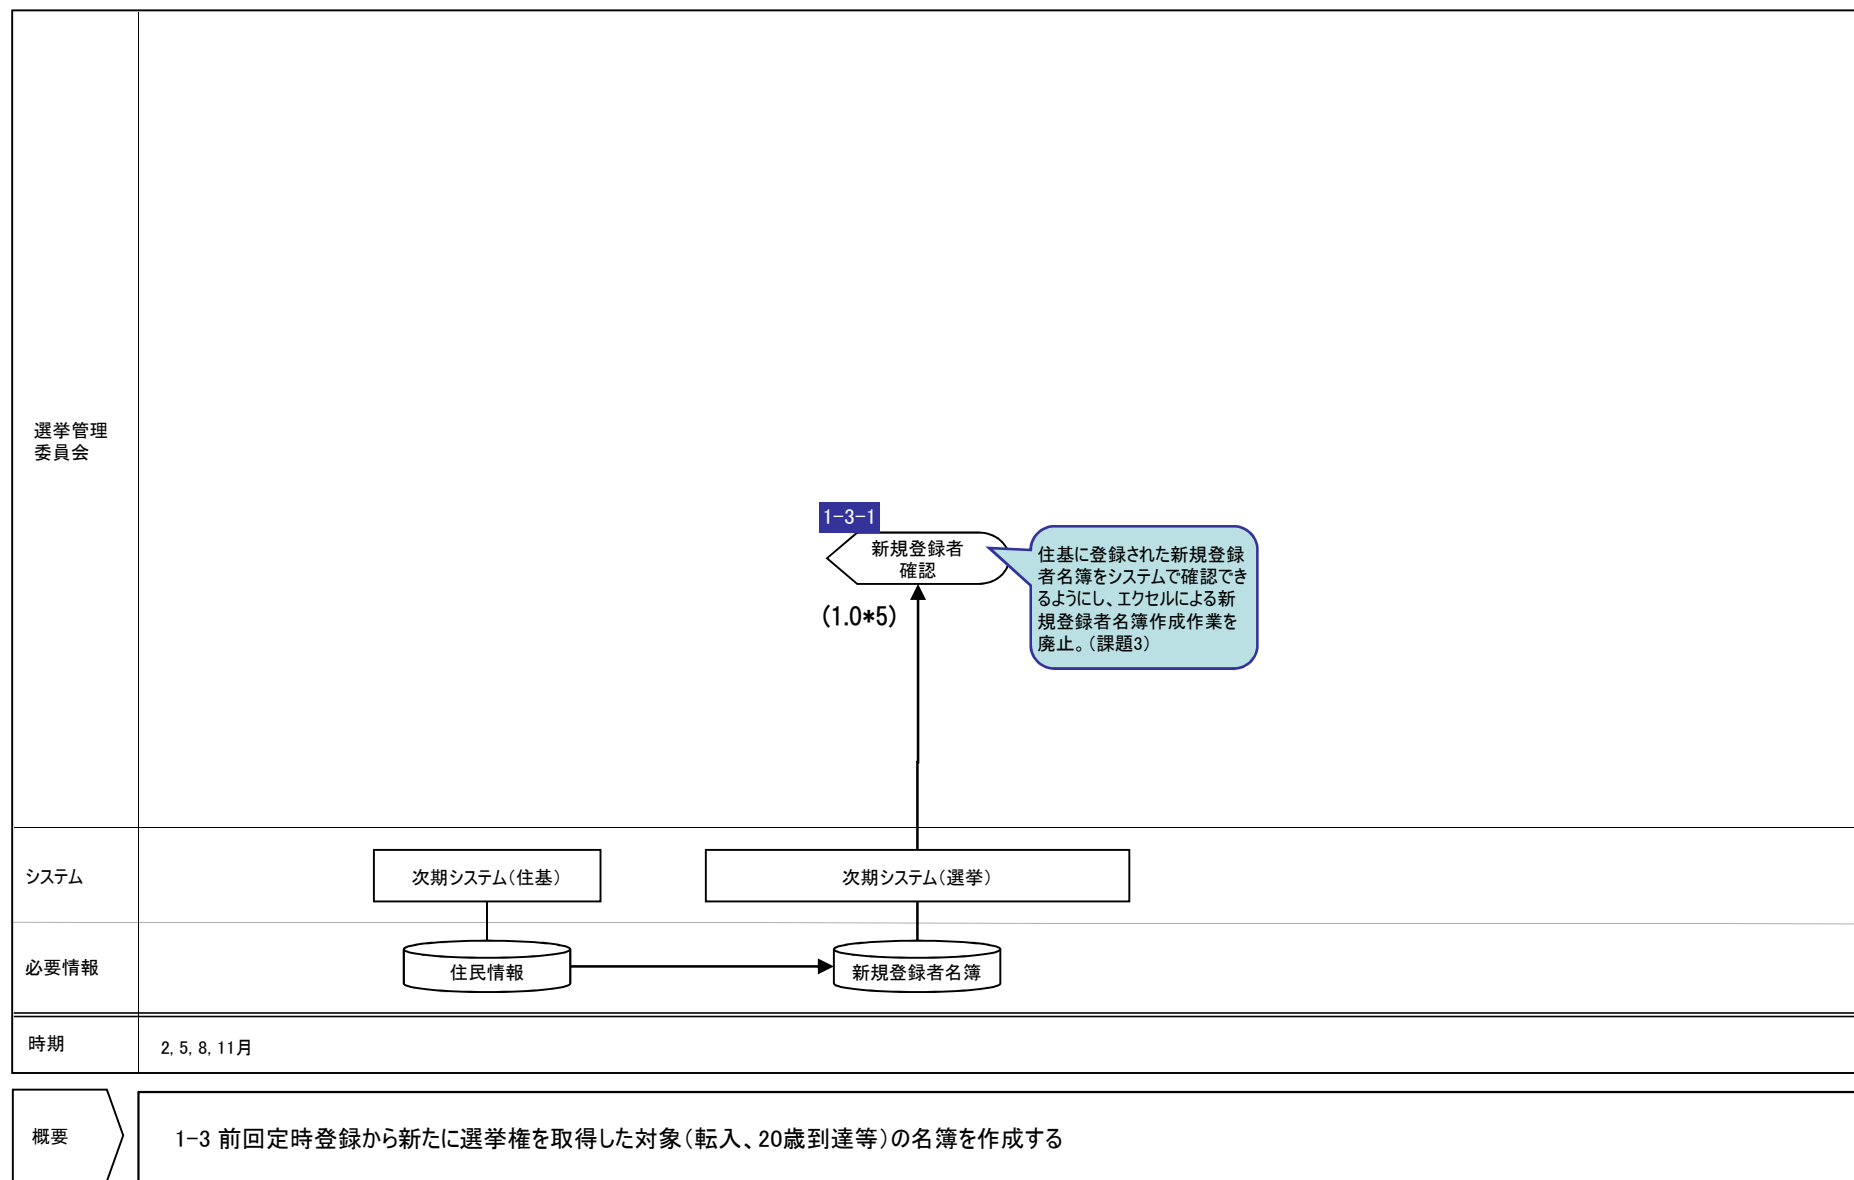 選挙管理
委員会
1-3-1
新規登録者
確認
(1.0*5)
住基に登録された新規登録
者名簿をシステムで確認でき
るようにし、エクセルによる新
規登録者名簿作成作業を
廃止。(課題3)
システム
次期システム(住基)
次期システム(選挙)
必要情報
住民情報
新規登録者名簿
時期
2, 5, 8, 11月
概要
1-3 前回定時登録から新たに選挙権を取得した対象(転入、20歳到達等)の名簿を作成する